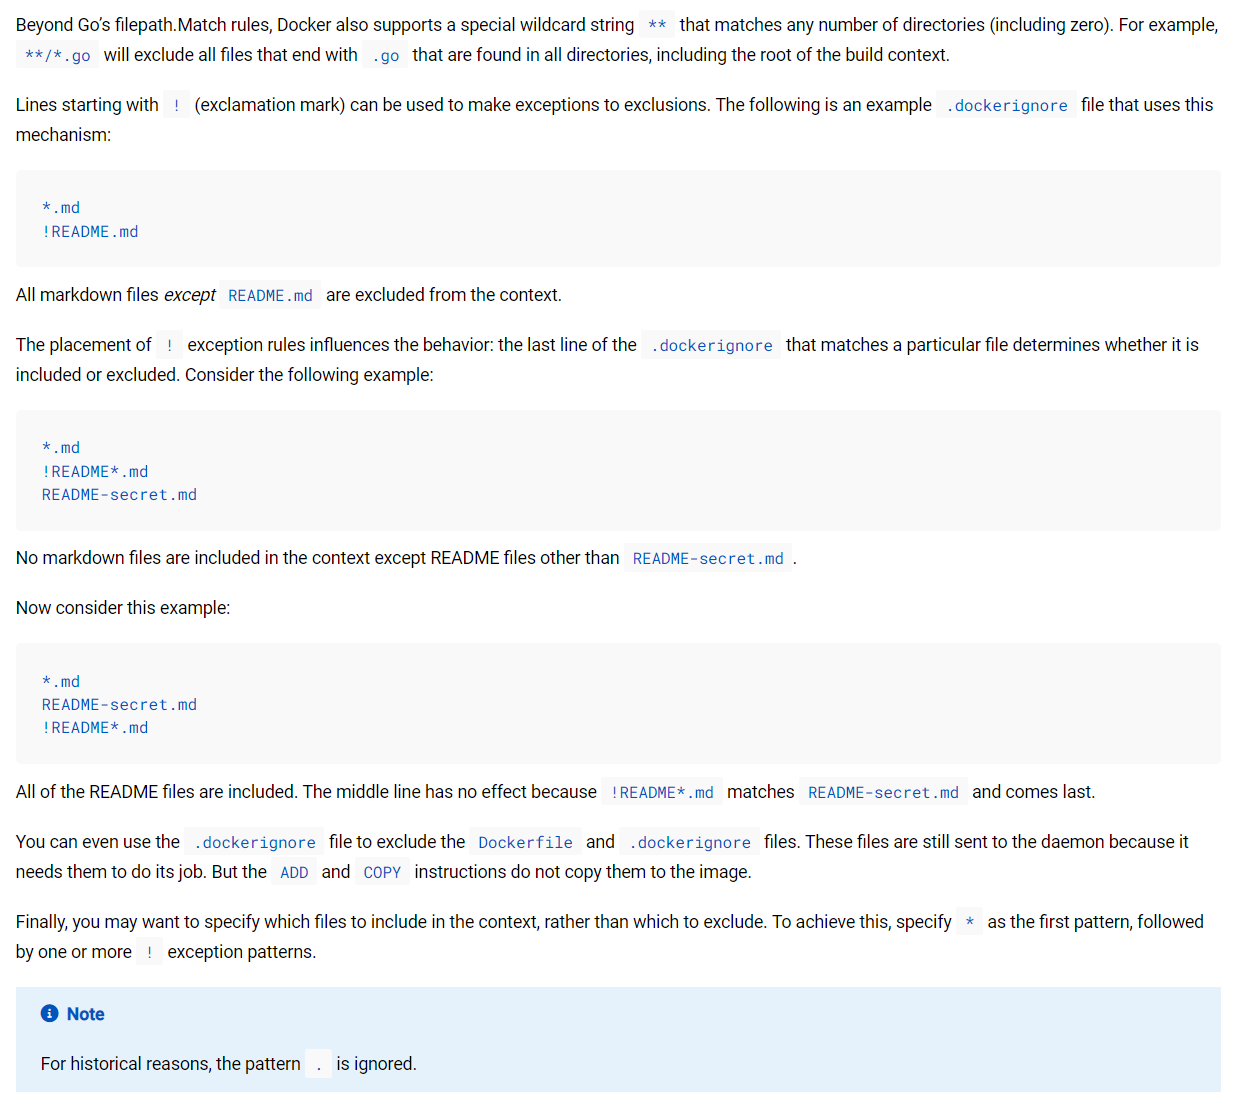 Beyond Go’s filepath.Match rules, Docker also supports a special wildcard string ** that matches any number of directories (including zero). For example,
**/*.go will exclude all files that end with .go that are found in all directories, including the root of the build context.
Lines starting with ! (exclamation mark) can be used to make exceptions to exclusions. The following is an example .dockerignore file that uses this
mechanism:
*.md
!README.md
All markdown files except README.md are excluded from the context.
The placement of ! exception rules influences the behavior: the last line of the .dockerignore that matches a particular file determines whether it is
included or excluded. Consider the following example:
*.md
!README*.md
README-secret.md
No markdown files are included in the context except README files other than README-secret.md .
Now consider this example:
*.md
README-secret.md
!README*.md
All of the README files are included. The middle line has no effect because !README*.md matches README-secret.md and comes last.
You can even use the .dockerignore file to exclude the Dockerfile and .dockerignore files. These files are still sent to the daemon because it
needs them to do its job. But the ADD and COPY instructions do not copy them to the image.
Finally, you may want to specify which files to include in the context, rather than which to exclude. To achieve this, specify * as the first pattern, followed
by one or more ! exception patterns.
Note
For historical reasons, the pattern . is ignored.